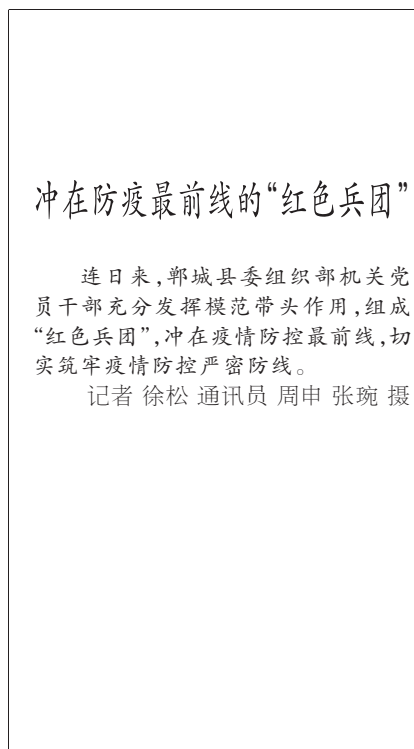 冲在防疫最前线的“红色兵团”
连日来,郸城县委组织部机关党
员干部充分发挥模范带头作用,组成
“红色兵团”,冲在疫情防控最前线,切
实筑牢疫情防控严密防线。
记者 徐松 通讯员 周申 张琬 摄